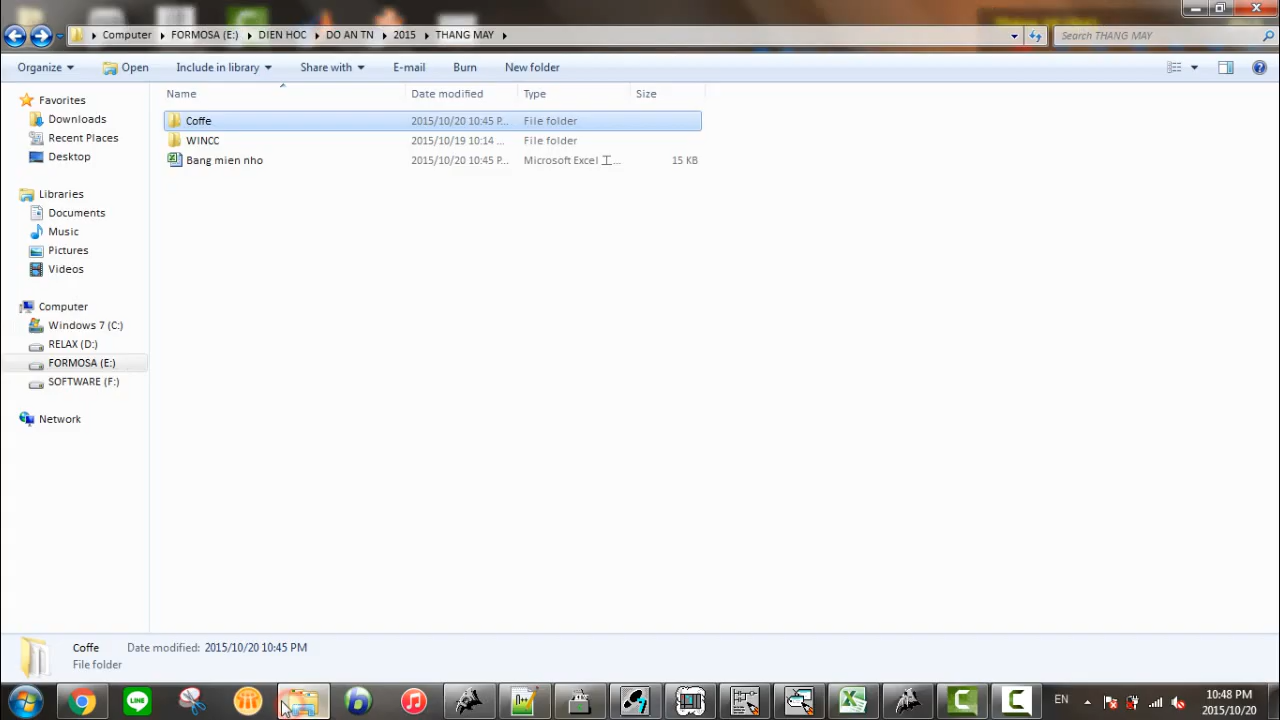 Computer FORMOSA (E:) DIEN HOC DO AN TN 2015 THANG MAY Search THANG MAY
Organize Open Include in library Share with E-mail Burn New folder
Name Date modified Type Size
Favorites
Downloads
Recent Places
Desktop
Libraries
Documents
Music
Pictures
Videos
Computer
Windows 7 (C:)
RELAX (D:)
FORMOSA (E:)
SOFTWARE (F:)
Network
Coffe 2015/10/20 10:45 P... File folder
WINCC 2015/10/19 10:14 ... File folder
Bang mien nho 2015/10/20 10:45 P... Microsoft Excel 工... 15 KB
Coffe Date modified: 2015/10/20 10:45 PM
File folder
LINE
EN
10:48 PM
2015/10/20